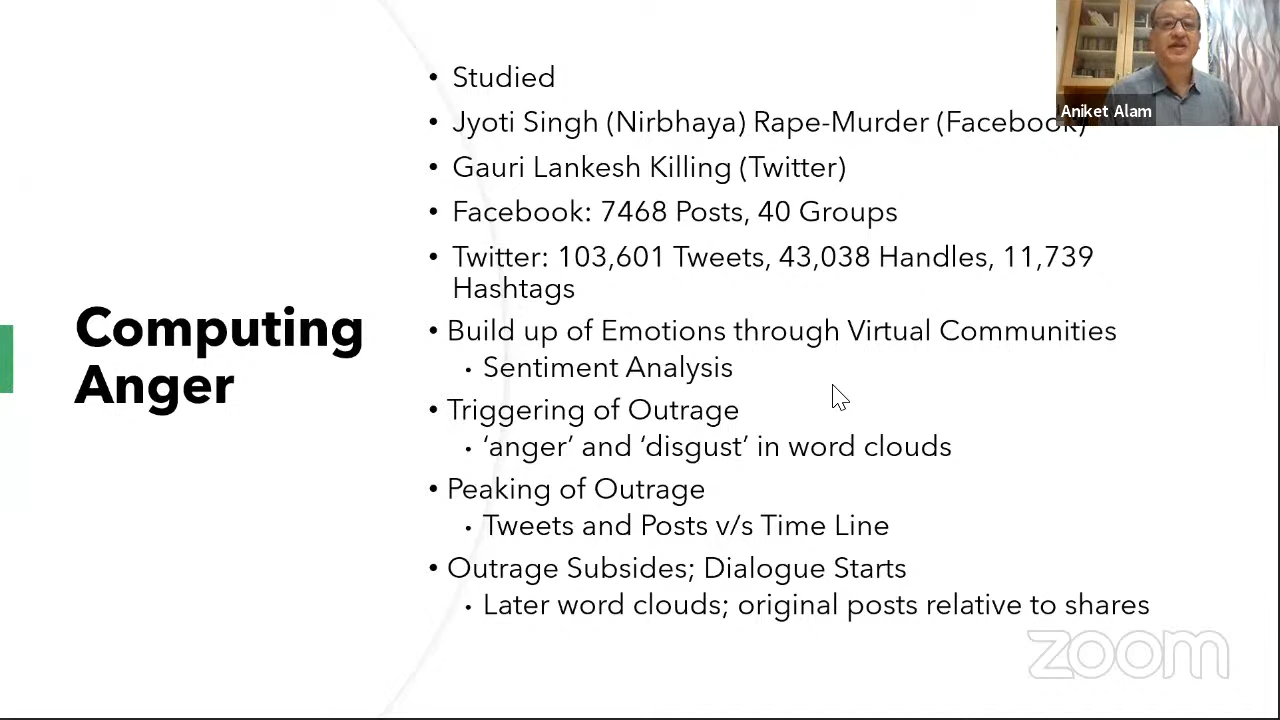 Computing
Anger
• Studied
• Jyoti Singh (Nirbhaya) Rape-Murder (Facebook)
• Gauri Lankesh Killing (Twitter)
• Facebook: 7468 Posts, 40 Groups
• Twitter: 103,601 Tweets, 43,038 Handles, 11,739
Hashtags
• Build up of Emotions through Virtual Communities
• Sentiment Analysis
• Triggering of Outrage
• ‘anger’ and ‘disgust’ in word clouds
• Peaking of Outrage
• Tweets and Posts v/s Time Line
• Outrage Subsides; Dialogue Starts
• Later word clouds; original posts relative to shares
Aniket Alam
zoom